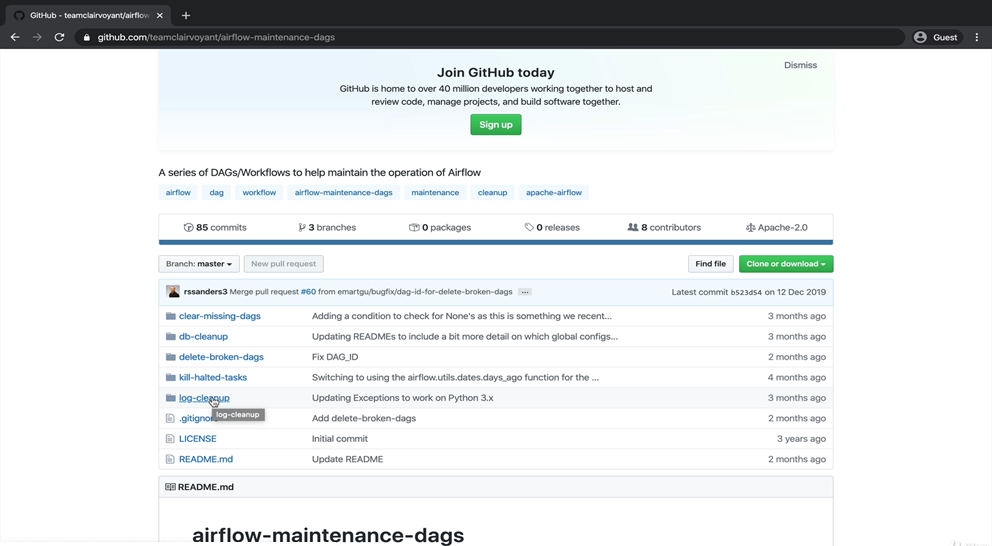 GitHub - teamclairvoyant/airflow
github.com/teamclairvoyant/airflow-maintenance-dags
Guest
Join GitHub today
Dismiss
GitHub is home to over 40 million developers working together to host and
review code, manage projects, and build software together.
Sign up
A series of DAGs/Workflows to help maintain the operation of Airflow
airflow dag workflow airflow-maintenance-dags maintenance cleanup apache-airflow
85 commits 3 branches 0 packages 0 releases 8 contributors Apache-2.0
Branch: master New pull request Find file Clone or download
rssanders3 Merge pull request #60 from emartgu/bugfix/dag-id-for-delete-broken-dags ... Latest commit b523d54 on 12 Dec 2019
clear-missing-dags Adding a condition to check for None's as this is something we recent... 3 months ago
db-cleanup Updating READMEs to include a bit more detail on which global configs... 3 months ago
delete-broken-dags Fix DAG_ID 2 months ago
kill-halted-tasks Switching to using the airflow.utils.dates.days_ago function for the ... 4 months ago
log-cleanup Updating Exceptions to work on Python 3.x 3 months ago
log-cleanup
.gitignore Add delete-broken-dags 2 months ago
LICENSE Initial commit 3 years ago
README.md Update README 2 months ago
README.md
airflow-maintenance-dags